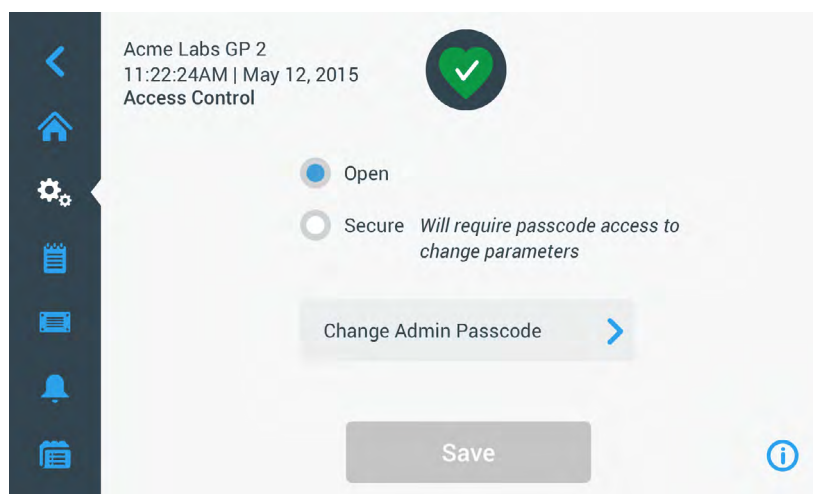 Acme Labs GP 2
11:22:24AM | May 12, 2015
Access Control
Open
Secure Will require passcode access to
change parameters
Change Admin Passcode
Save